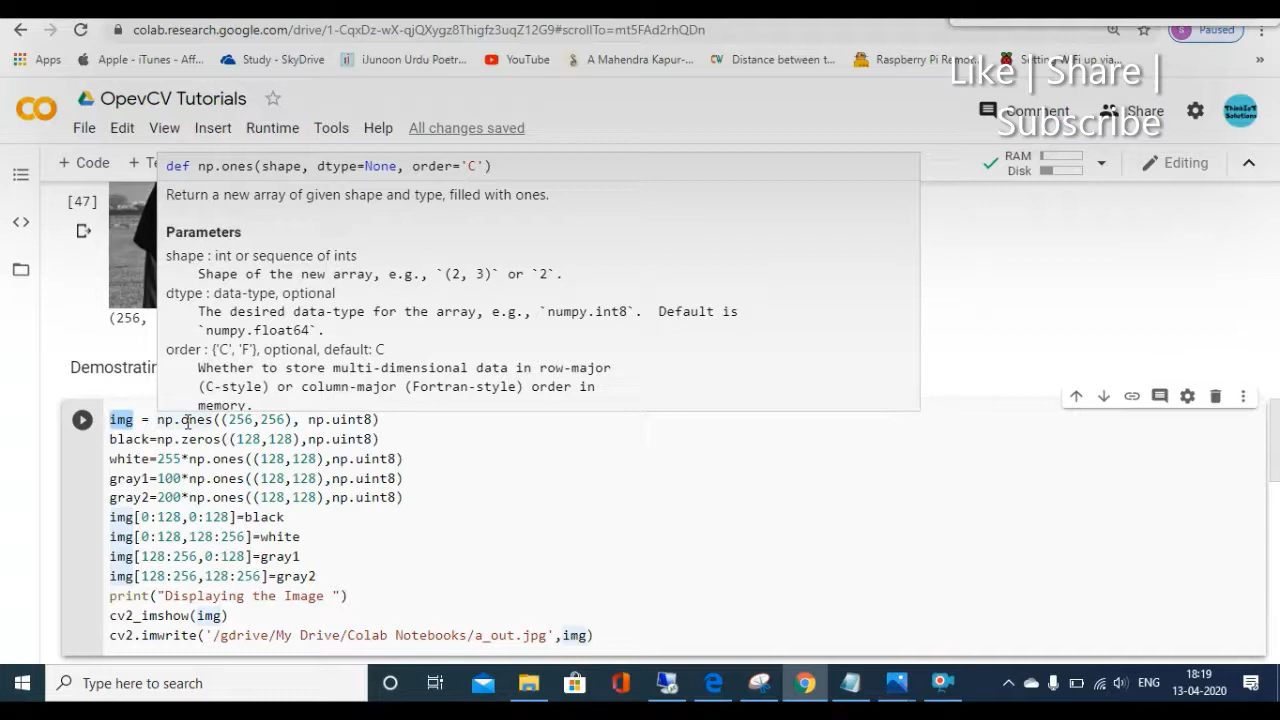 colab.research.google.com/drive/1-CqxDz-wX-qjQXygz8Thigfz3uqZ12G9#scrollTo=mt5FAd2rhQDn
S Paused
Apps Apple - iTunes - Aff... Study - SkyDrive iJunoon Urdu Poetr... YouTube A Mahendra Kapur-... CW Distance between t... Raspberry Pi Remo... Setting WiFi up via...
Like | Share |
Subscribe
CO OpevCV Tutorials
Comment Share
ThinkIoT Solutions
File Edit View Insert Runtime Tools Help All changes saved
+ Code + Te
RAM
Disk
Editing
def np.ones(shape, dtype=None, order='C')
Return a new array of given shape and type, filled with ones.
[47]
Parameters
shape : int or sequence of ints
Shape of the new array, e.g., `(2, 3)` or `2`.
dtype : data-type, optional
The desired data-type for the array, e.g., `numpy.int8`. Default is
`numpy.float64`.
(256,
order : {'C', 'F'}, optional, default: C
Whether to store multi-dimensional data in row-major
Demostratin
(C-style) or column-major (Fortran-style) order in
memory.
img = np.ones((256,256), np.uint8)
black=np.zeros((128,128),np.uint8)
white=255*np.ones((128,128),np.uint8)
gray1=100*np.ones((128,128),np.uint8)
gray2=200*np.ones((128,128),np.uint8)
img[0:128,0:128]=black
img[0:128,128:256]=white
img[128:256,0:128]=gray1
img[128:256,128:256]=gray2
print("Displaying the Image ")
cv2_imshow(img)
cv2.imwrite('/gdrive/My Drive/Colab Notebooks/a_out.jpg',img)
Type here to search
ENG
18:19
13-04-2020